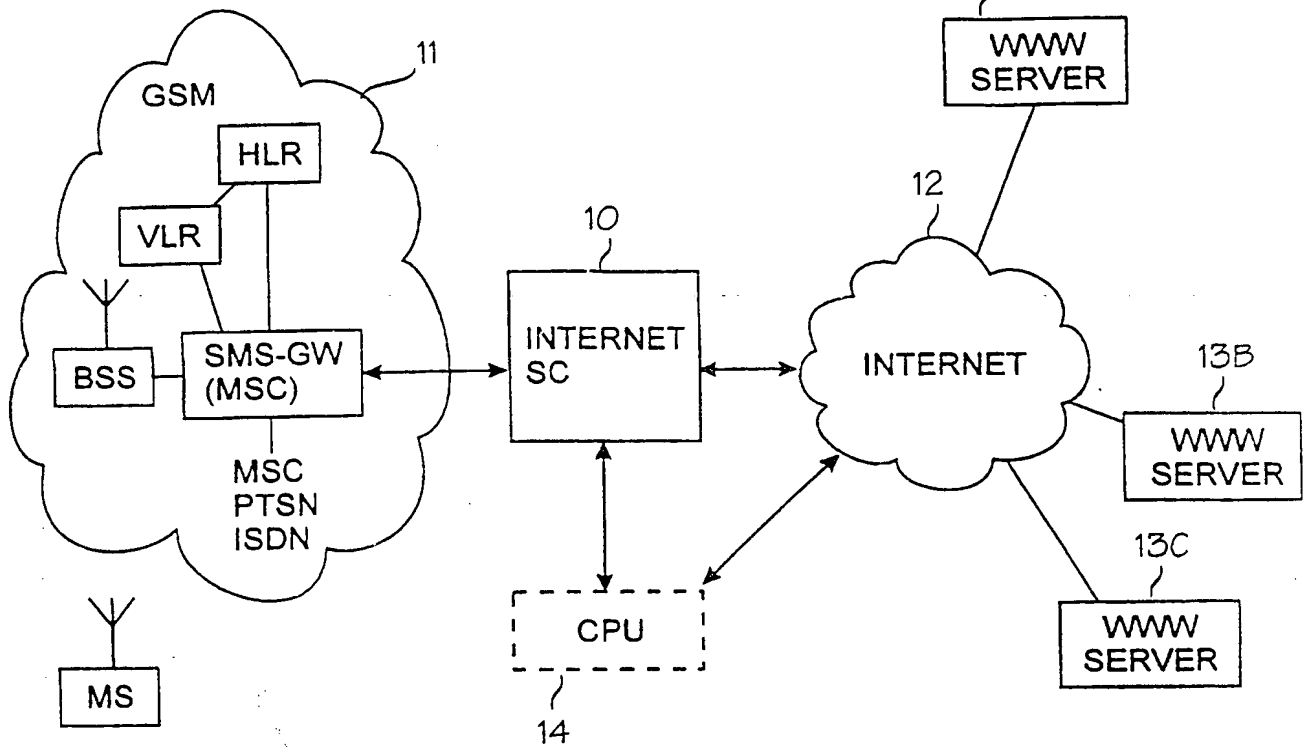 11
GSM
HLR
VLR
BSS
SMS-GW
(MSC)
MSC
PTSN
ISDN
MS
10
INTERNET
SC
CPU
14
12
INTERNET
WWW
SERVER
13B
WWW
SERVER
13C
WWW
SERVER